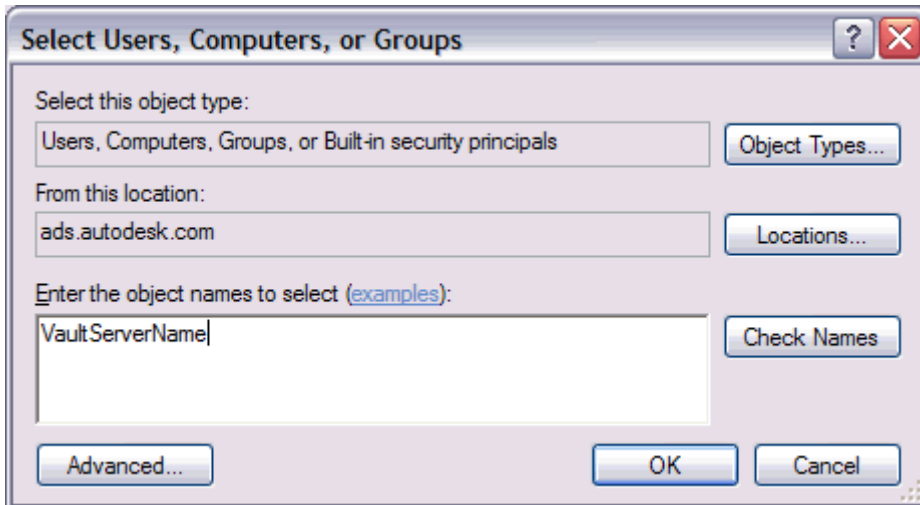 Select Users, Computers, or Groups
?
Select this object type:
Users, Computers, Groups, or Built-in security principals
Object Types...
From this location:
ads.autodesk.com
Locations...
Enter the object names to select (examples):
VaultServerName
Check Names
Advanced...
OK
Cancel